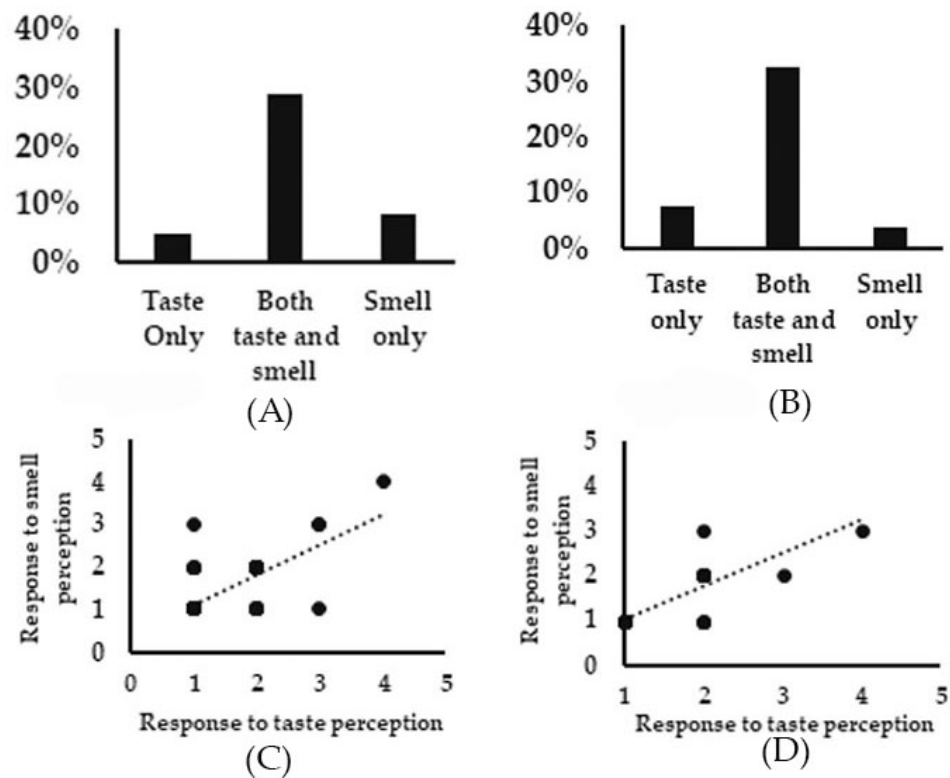 40%
30%
20%
10%
0%
Taste
Only
Both
taste and
smell
Smell
only
(A)
40%
30%
20%
10%
0%
Taste
only
Both
taste and
smell
Smell
only
(B)
Response to smell
perception
5
4
3
2
1
0
0 1 2 3 4 5
Response to taste perception
(C)
Response to smell
perception
5
4
3
2
1
0
1 2 3 4 5
Response to taste perception
(D)